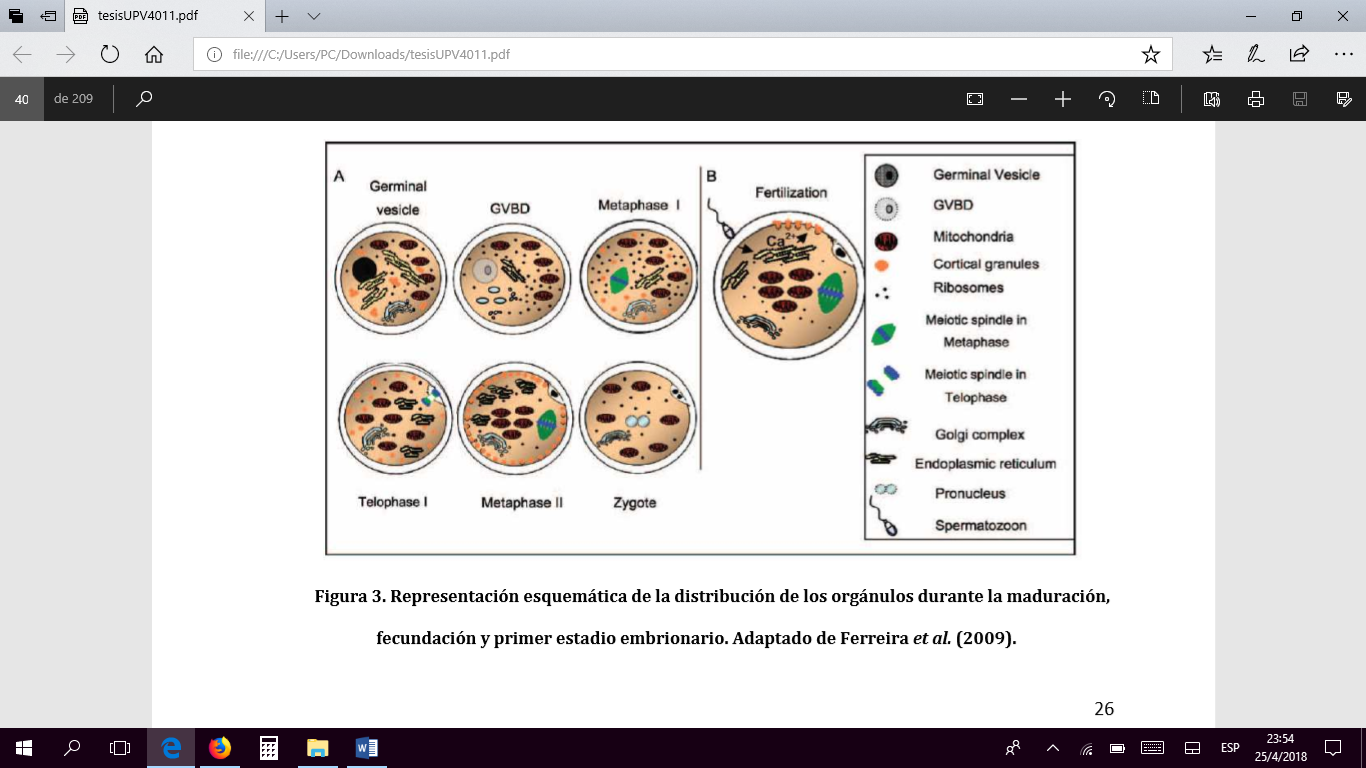 tesisUPV4011.pdf
file:///C:/Users/PC/Downloads/tesisUPV4011.pdf
40 de 209
A
Germinal
vesicle
GVBD
Metaphase I
Telophase I
Metaphase II
Zygote
B
Fertilization
Ca2+
Germinal Vesicle
GVBD
Mitochondria
Cortical granules
Ribosomes
Meiotic spindle in
Metaphase
Meiotic spindle in
Telophase
Golgi complex
Endoplasmic reticulum
Pronucleus
Spermatozoon
Figura 3. Representación esquemática de la distribución de los orgánulos durante la maduración,
fecundación y primer estadio embrionario. Adaptado de Ferreira et al. (2009).
26
ESP
23:54
25/4/2018